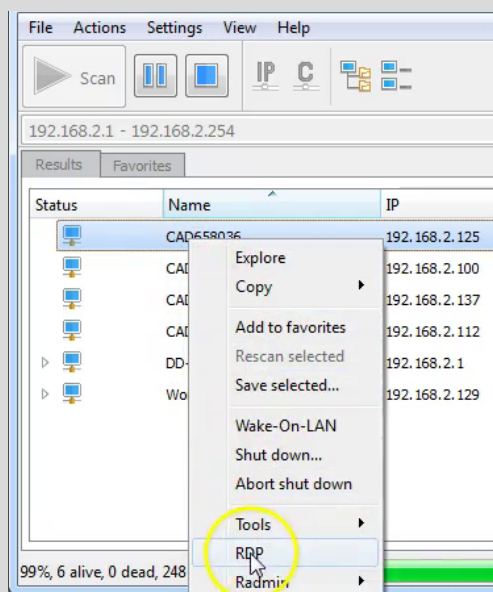 File Actions Settings View Help
Scan IP C
192.168.2.1 - 192.168.2.254
Results Favorites
Status Name IP
CAD658036 192.168.2.125
CAD 192.168.2.100
CAD 192.168.2.137
CAD 192.168.2.112
DD- 192.168.2.1
Wo 192.168.2.129
Explore
Copy
Add to favorites
Rescan selected
Save selected...
Wake-On-LAN
Shut down...
Abort shut down
Tools
RDP
Radmin
99%, 6 alive, 0 dead, 248